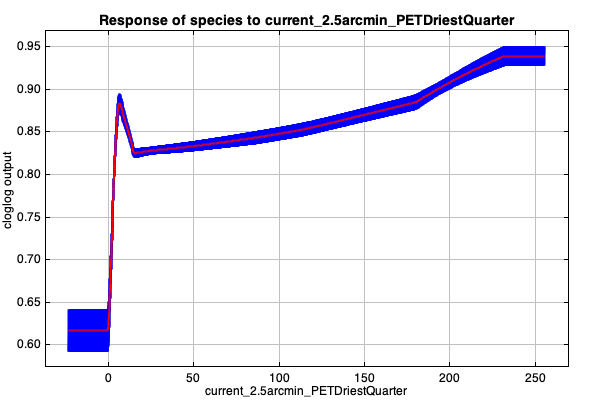 Response of species to current_2.5arcmin_PETDriestQuarter
cloglog output
0.95
0.90
0.85
0.80
0.75
0.70
0.65
0.60
0 50 100 150 200 250
current_2.5arcmin_PETDriestQuarter